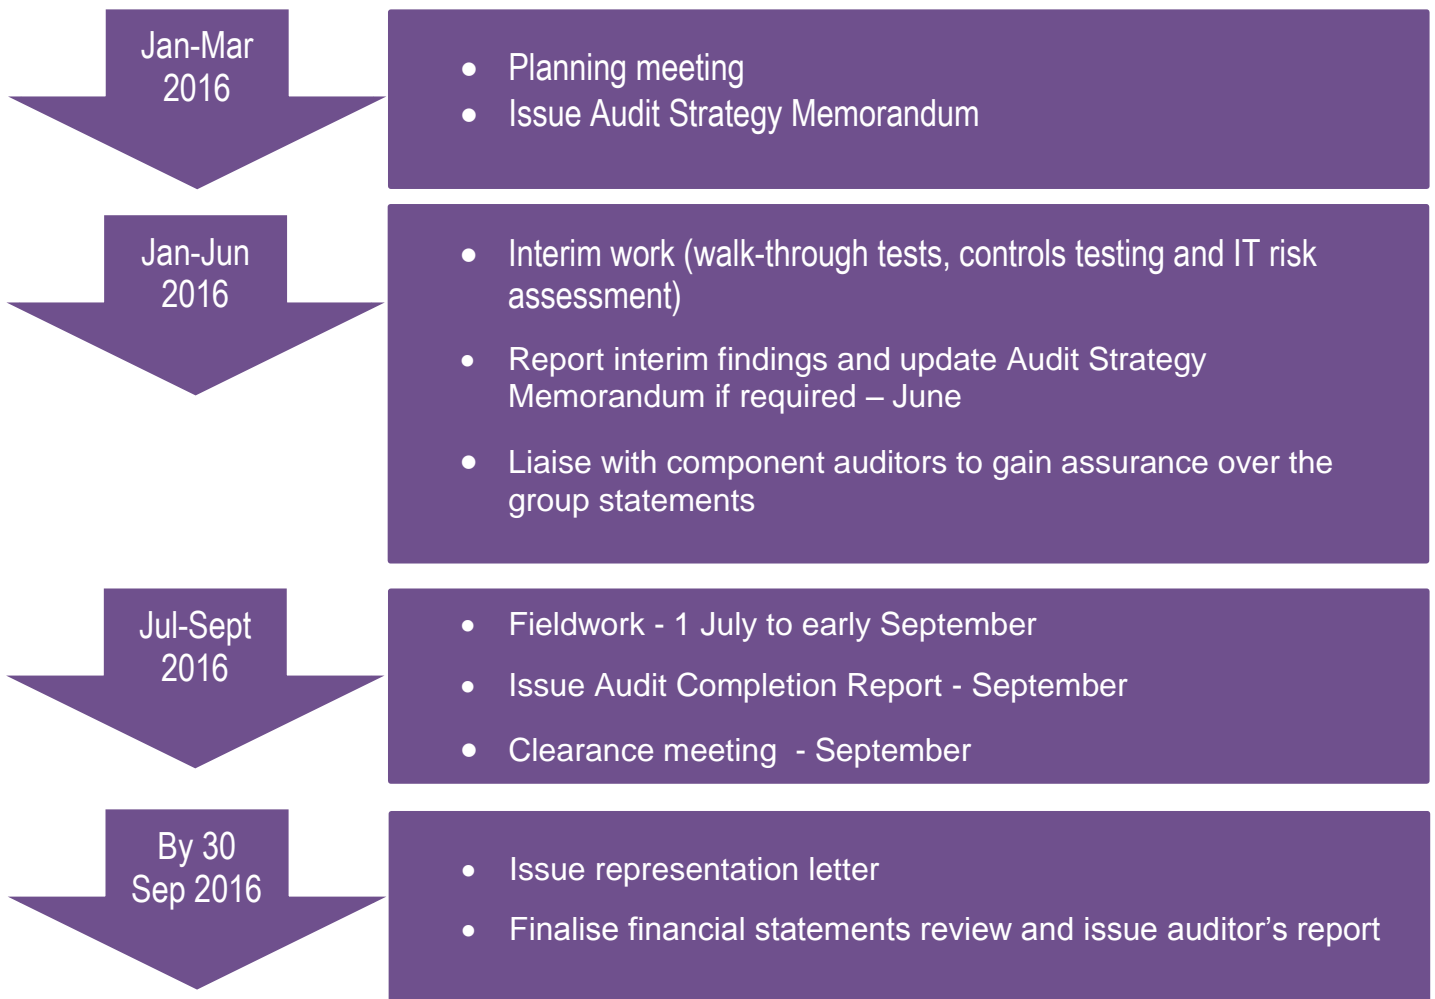 Jan-Mar
2016
• Planning meeting
• Issue Audit Strategy Memorandum
Jan-Jun
2016
• Interim work (walk-through tests, controls testing and IT risk
assessment)
• Report interim findings and update Audit Strategy
Memorandum if required – June
• Liaise with component auditors to gain assurance over the
group statements
Jul-Sept
2016
• Fieldwork - 1 July to early September
• Issue Audit Completion Report - September
• Clearance meeting  - September
By 30
Sep 2016
• Issue representation letter
• Finalise financial statements review and issue auditor’s report